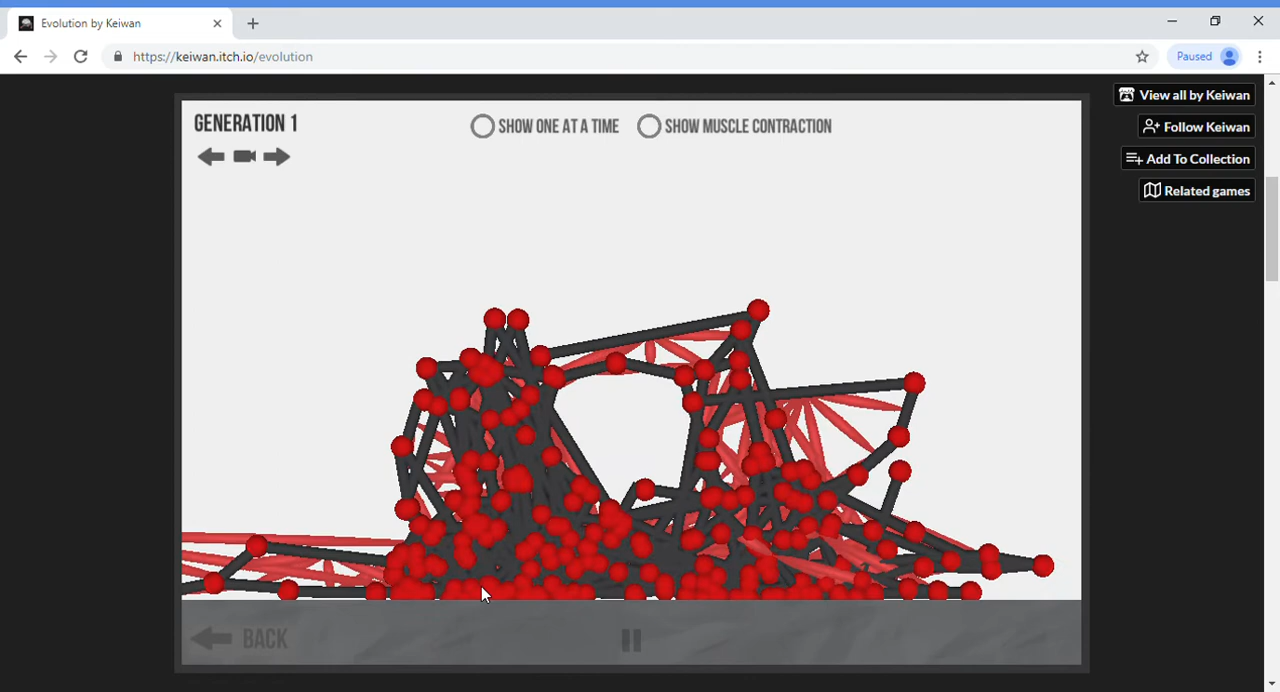 Evolution by Keiwan
https://keiwan.itch.io/evolution
Paused
View all by Keiwan
Follow Keiwan
Add To Collection
Related games
GENERATION 1
SHOW ONE AT A TIME
SHOW MUSCLE CONTRACTION
BACK